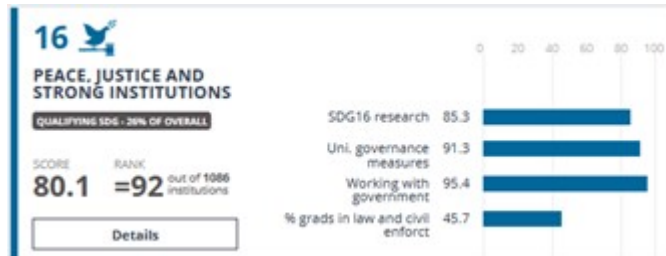 16
PEACE, JUSTICE AND
STRONG INSTITUTIONS
QUALIFYING SDG - 26% OF OVERALL
SCORE
80.1
RANK
=92 out of 1086
institutions
Details
0 20 40 60 80 100
SDG16 research 85.3
Uni. governance 91.3
measures
Working with 95.4
government
% grads in law and civil 45.7
enforct